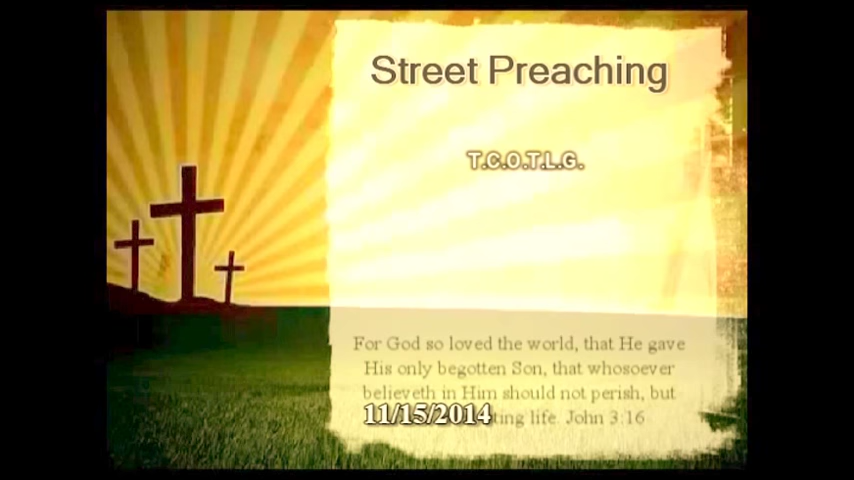 Street Preaching
T.C.O.T.L.G.
For God so loved the world, that He gave
His only begotten Son, that whosoever
believeth in Him should not perish, but
11/15/2014 ting life. John 3:16